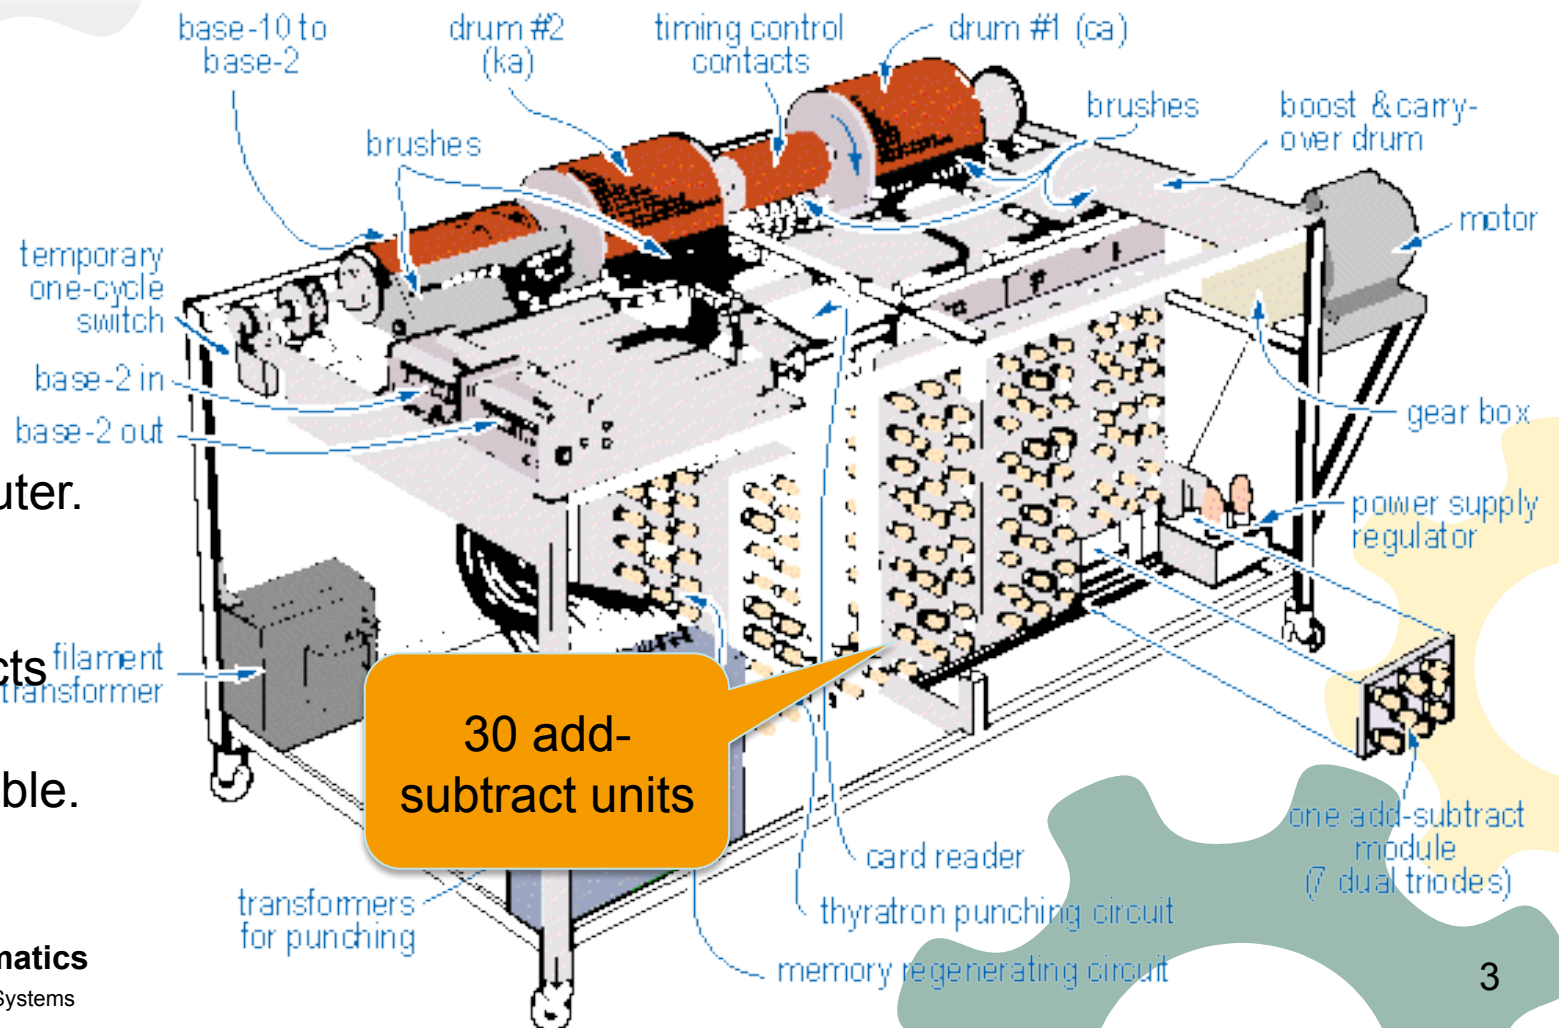 base-10 to
base-2
drum #2
(ka)
timing control
contacts
drum #1 (ca)
brushes
brushes
boost & carry-
over drum
motor
temporary
one-cycle
switch
base-2 in
base-2 out
gear box
uter.
power supply
regulator
cts
filament
transformer
30 add-
subtract units
ble.
one add-subtract
module
(7 dual triodes)
card reader
transformers
for punching
thyratron punching circuit
memory regenerating circuit
matics
Systems
3